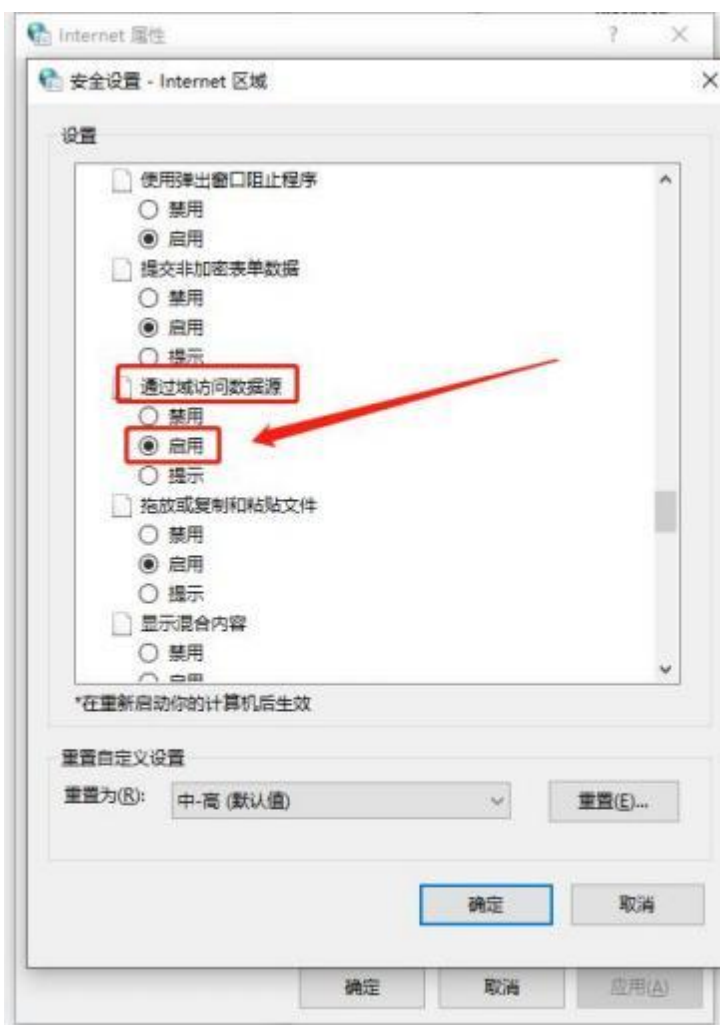 Internet 属性
安全设置 - Internet 区域
设置
使用弹出窗口阻止程序
禁用
启用
提交非加密表单数据
禁用
启用
提示
通过域访问数据源
禁用
启用
提示
拖放或复制和粘贴文件
禁用
启用
提示
显示混合内容
禁用
启用
*在重新启动你的计算机后生效
重置自定义设置
重置为(R): 中-高 (默认值) 重置(E)...
确定 取消
确定 取消 应用(A)